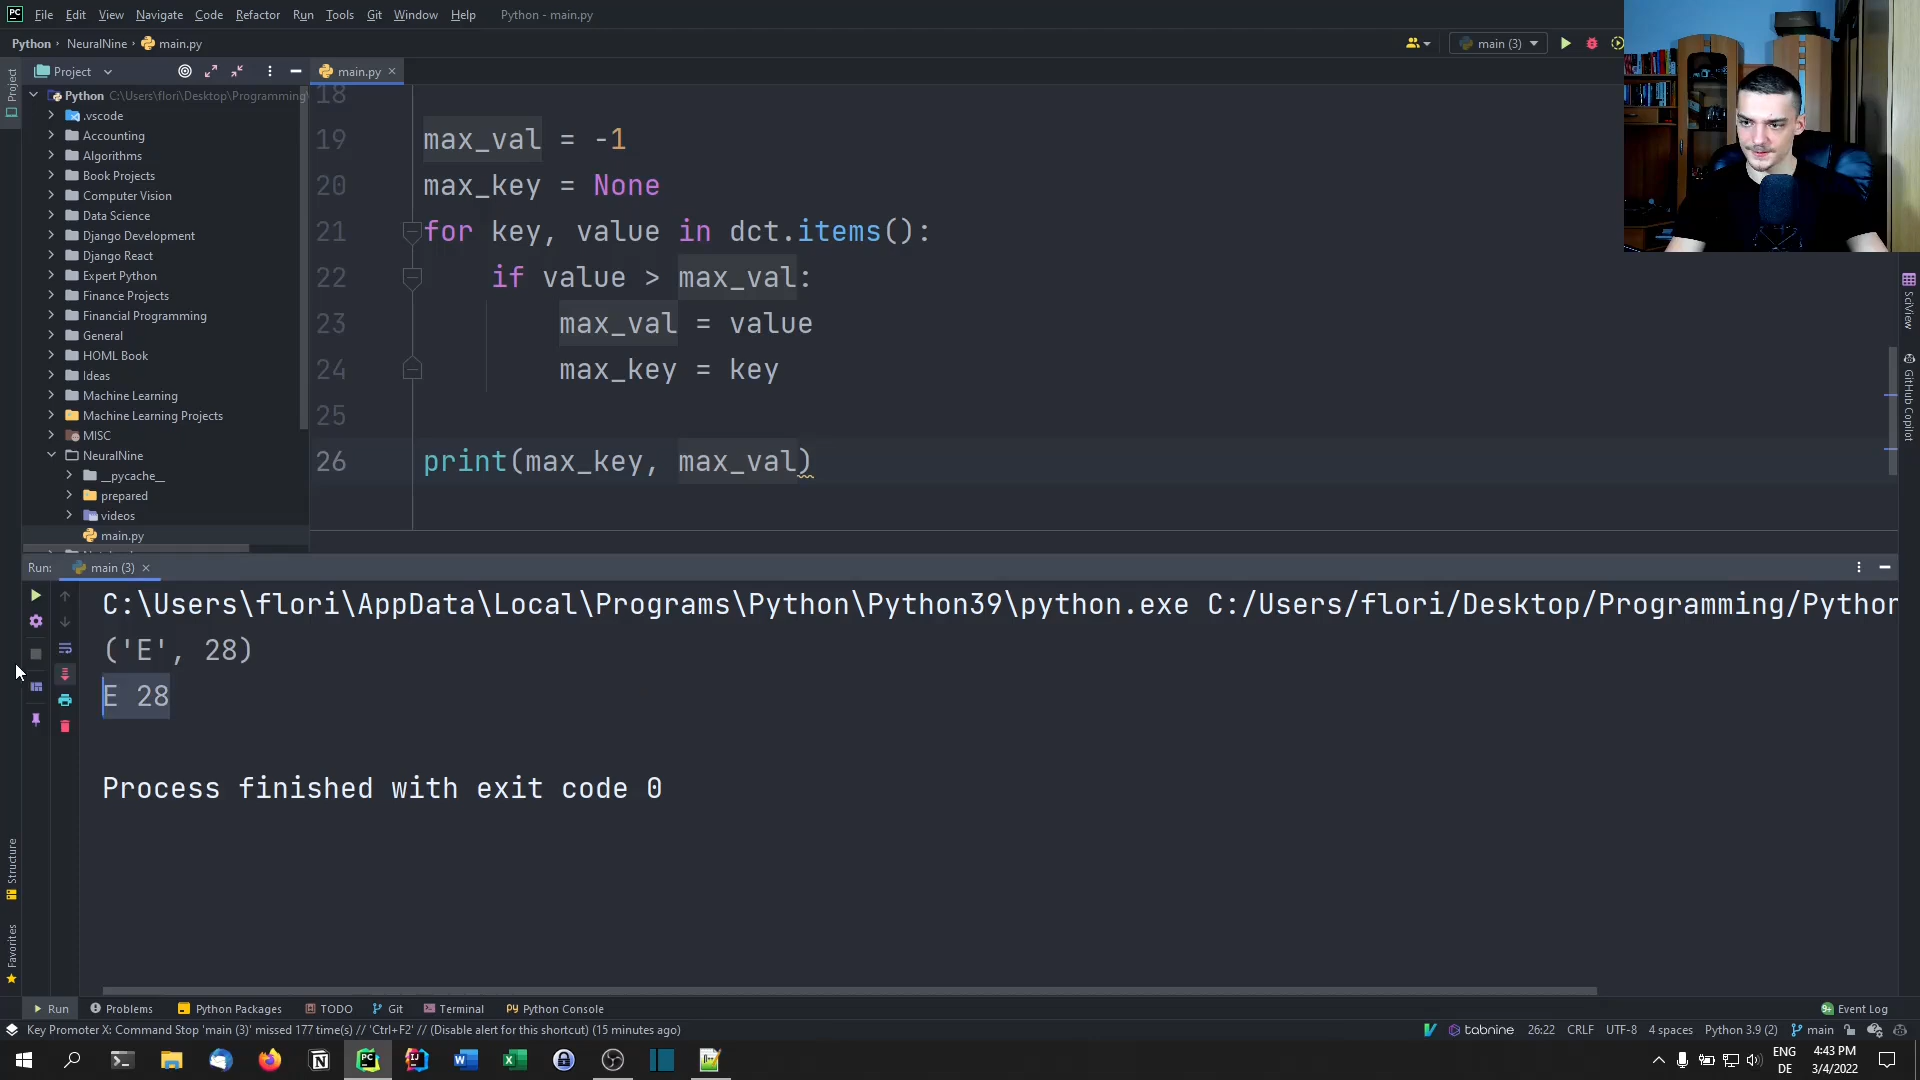 File Edit View Navigate Code Refactor Run Tools Git Window Help Python - main.py
Python NeuralNine main.py
main (3)
Project
main.py
Project
Python C:\Users\flori\Desktop\Programming\
.vscode
Accounting
Algorithms
Book Projects
Computer Vision
Data Science
Django Development
Django React
Expert Python
Finance Projects
Financial Programming
General
HOML Book
Ideas
Machine Learning
Machine Learning Projects
MISC
NeuralNine
__pycache__
prepared
videos
main.py
18
19 max_val = -1
20 max_key = None
21 for key, value in dct.items():
22 if value > max_val:
23 max_val = value
24 max_key = key
25
26 print(max_key, max_val)
SciView
GitHub Copilot
Run: main (3)
C:\Users\flori\AppData\Local\Programs\Python\Python39\python.exe C:/Users/flori/Desktop/Programming/Python
('E', 28)
E 28
Process finished with exit code 0
Structure
Favorites
Run Problems Python Packages TODO Git Terminal Python Console Event Log
Key Promoter X: Command Stop 'main (3)' missed 177 time(s) // 'Ctrl+F2' // (Disable alert for this shortcut) (15 minutes ago) tabnine 26:22 CRLF UTF-8 4 spaces Python 3.9 (2) main
ENG 4:43 PM
DE 3/4/2022